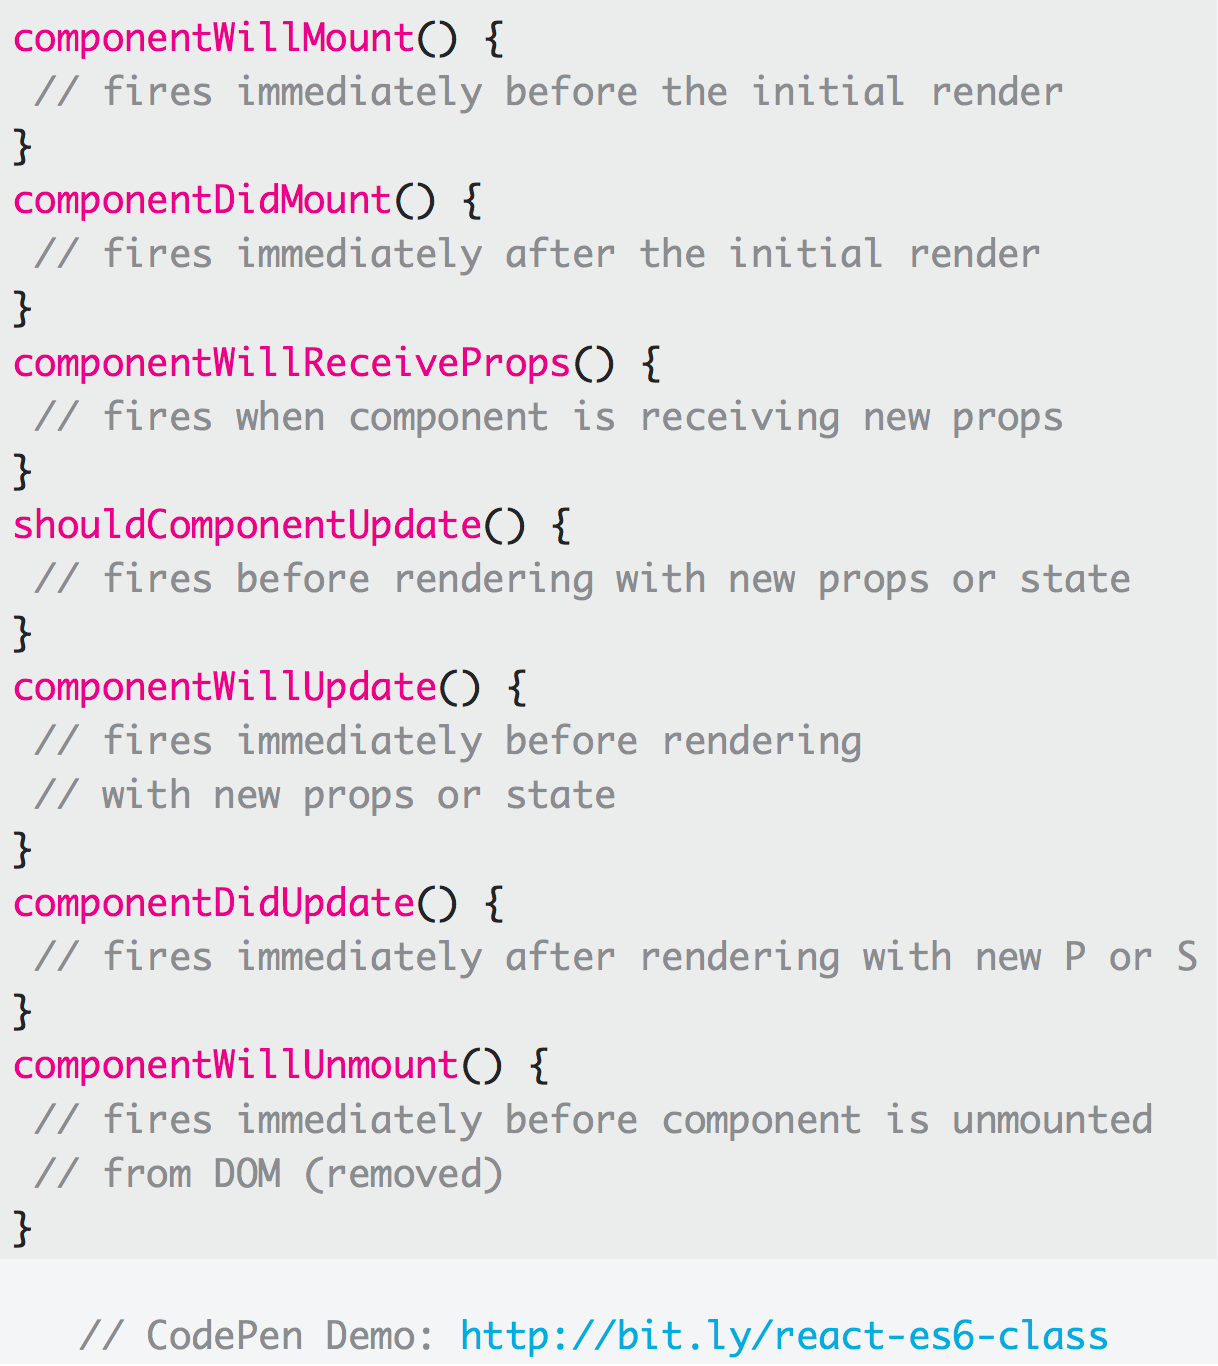 componentWillMount() {
// fires immediately before the initial render
}
componentDidMount() {
// fires immediately after the initial render
}
componentWillReceiveProps() {
// fires when component is receiving new props
}
shouldComponentUpdate() {
// fires before rendering with new props or state
}
componentWillUpdate() {
// fires immediately before rendering
// with new props or state
}
componentDidUpdate() {
// fires immediately after rendering with new P or S
}
componentWillUnmount() {
// fires immediately before component is unmounted
// from DOM (removed)
}
// CodePen Demo: http://bit.ly/react-es6-class